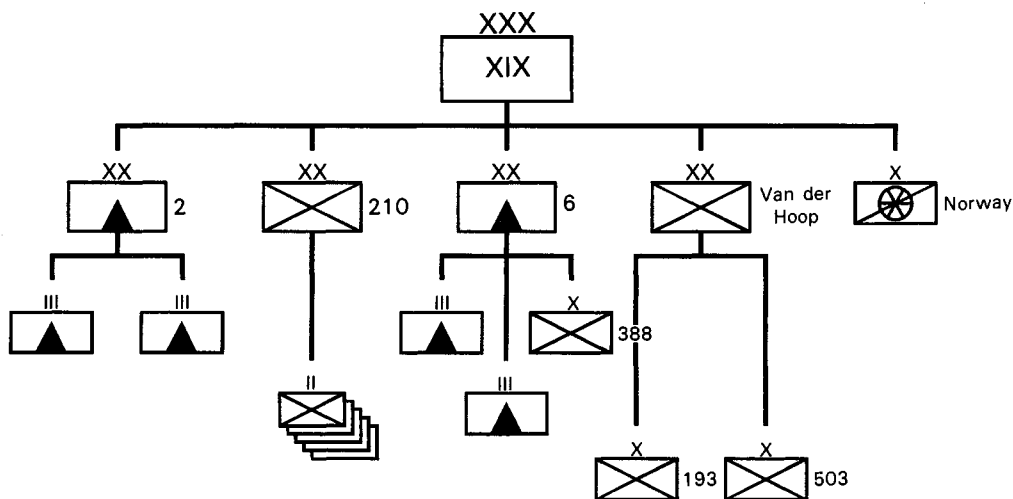 XXX
XIX
XX
2
XX
210
XX
6
XX
Van der
Hoop
X
Norway
III
III
III
X
388
II
III
X
193
X
503